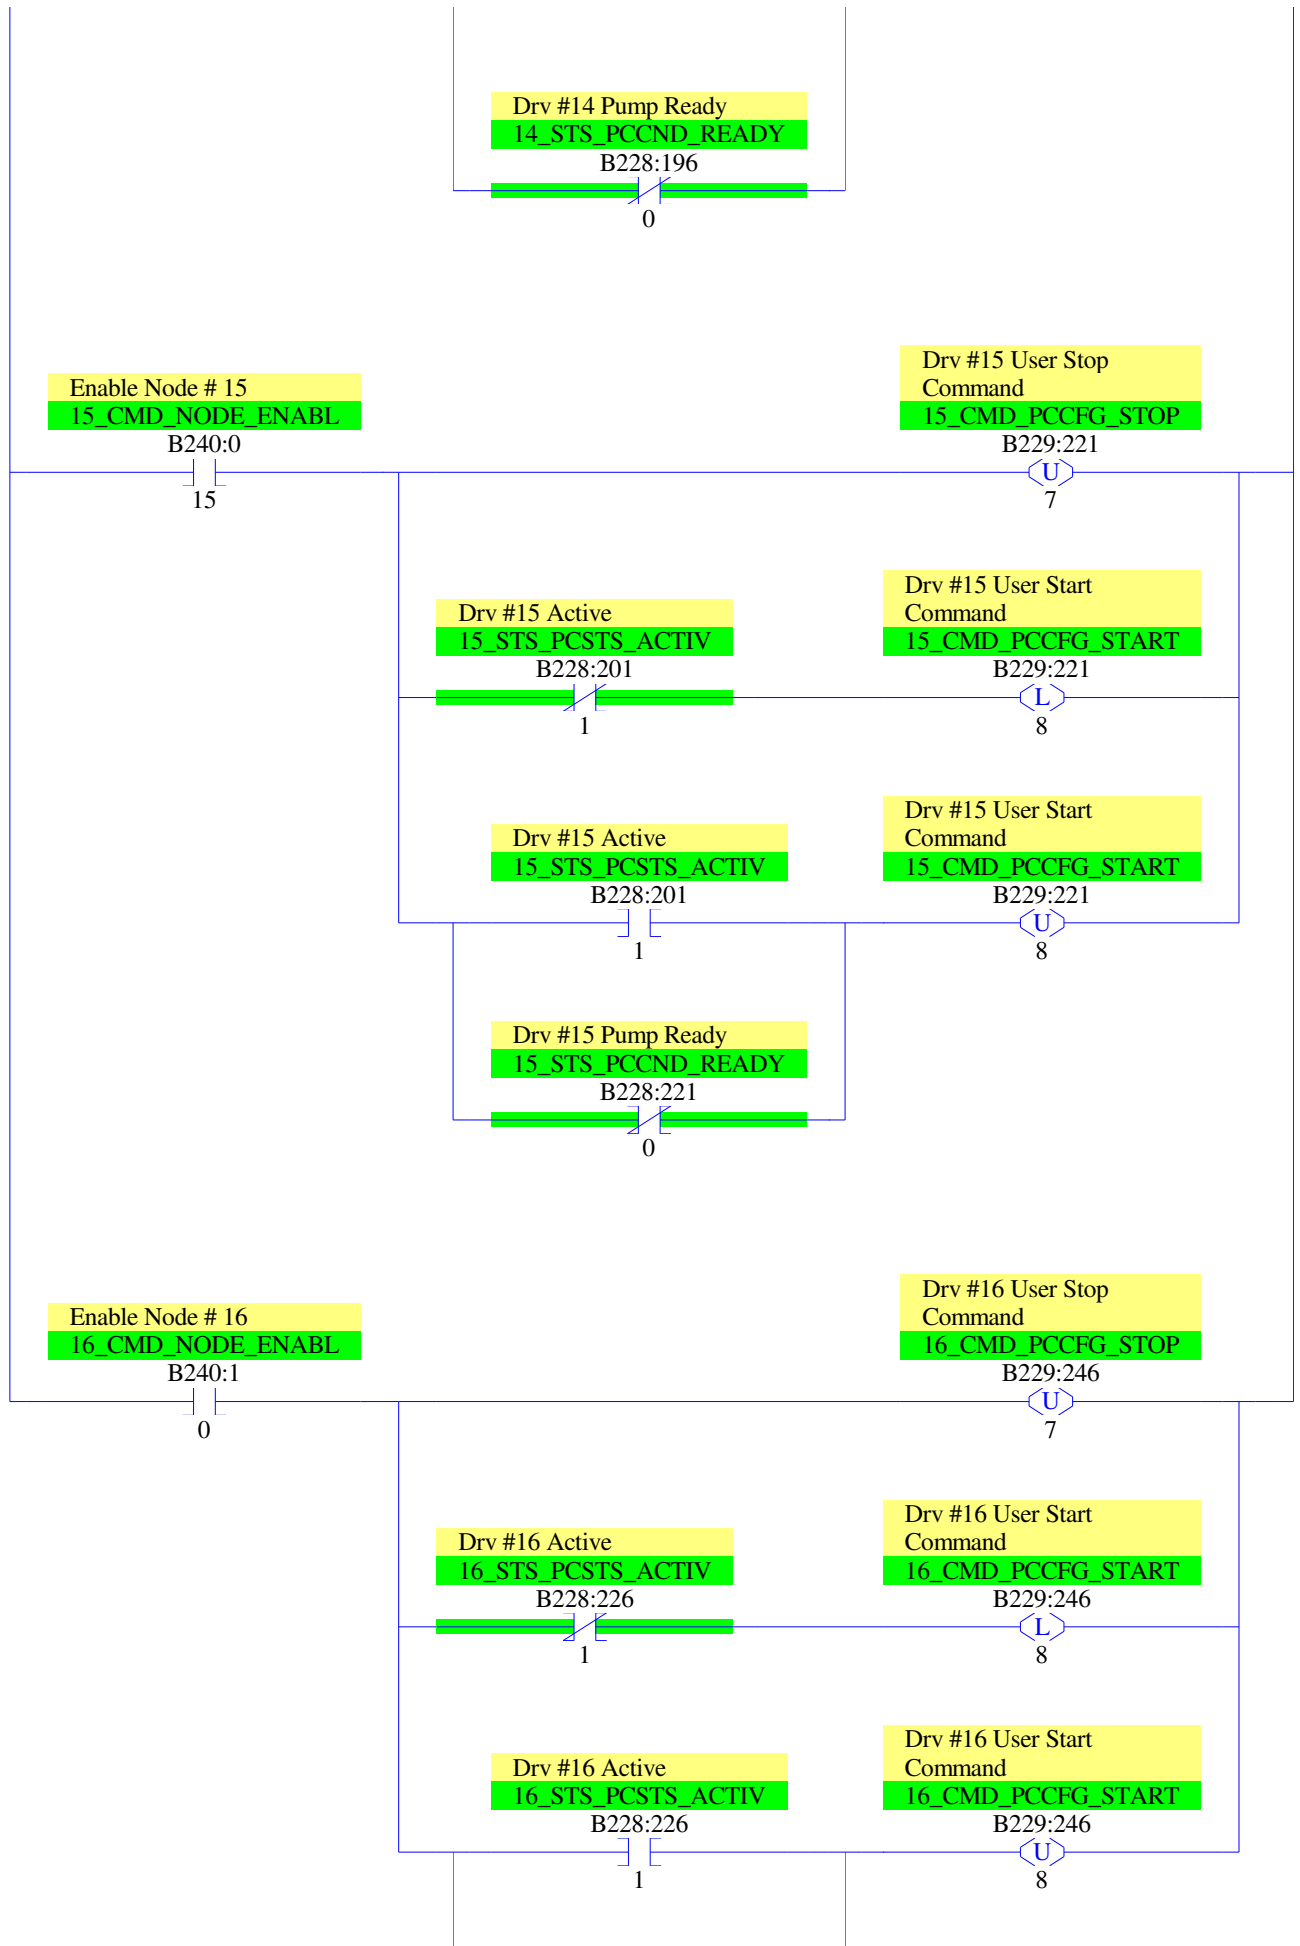 Drv #14 Pump Ready
14_STS_PCCND_READY
B228:196
0
Drv #15 User Stop
Command
15_CMD_PCCFG_STOP
B229:221
U
7
Enable Node # 15
15_CMD_NODE_ENABL
B240:0
15
Drv #15 Active
15_STS_PCSTS_ACTIV
B228:201
1
Drv #15 User Start
Command
15_CMD_PCCFG_START
B229:221
L
8
Drv #15 Active
15_STS_PCSTS_ACTIV
B228:201
1
Drv #15 User Start
Command
15_CMD_PCCFG_START
B229:221
U
8
Drv #15 Pump Ready
15_STS_PCCND_READY
B228:221
0
Enable Node # 16
16_CMD_NODE_ENABL
B240:1
0
Drv #16 User Stop
Command
16_CMD_PCCFG_STOP
B229:246
U
7
Drv #16 Active
16_STS_PCSTS_ACTIV
B228:226
1
Drv #16 User Start
Command
16_CMD_PCCFG_START
B229:246
L
8
Drv #16 Active
16_STS_PCSTS_ACTIV
B228:226
1
Drv #16 User Start
Command
16_CMD_PCCFG_START
B229:246
U
8